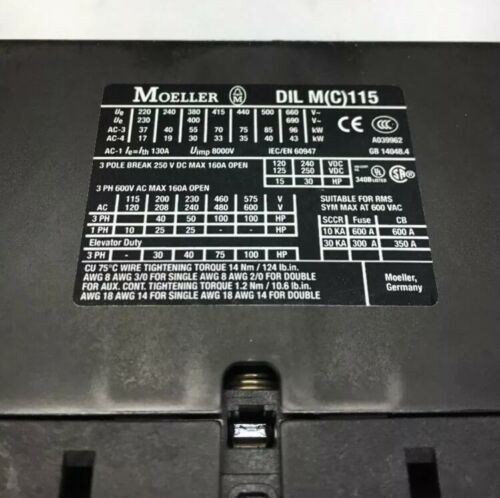 MOELLER DIL M(C)115
Ue 220 240 380 415 440 500 660 V~
Ue 230 400 690 V~
AC-3 37 40 55 70 75 85 96 kW
AC-4 17 19 30 33 35 40 43 kW
AC-1 Ie=Ith 130A Uimp 8000V IEC/EN 60947
CE CCC
A039962
GB 14048.4
3 POLE BREAK 250 V DC MAX 160A OPEN
120 240 VDC
125 250 VDC
15 30 HP
340B LISTED UL SA
3 PH 600V AC MAX 160A OPEN
115 200 230 460 575 V
AC 120 208 240 480 600 V
3 PH - 40 50 100 100 HP
1 PH 10 25 25 - - HP
Elevator Duty
3 PH - 30 40 75 100 HP
SUITABLE FOR RMS
SYM MAX AT 600 VAC
SCCR Fuse CB
10 KA 600 A 600 A
30 KA 300 A 350 A
CU 75°C WIRE TIGHTENING TORQUE 14 Nm / 124 lb.in.
AWG 8 AWG 3/0 FOR SINGLE AWG 8 AWG 2/0 FOR DOUBLE
FOR AUX. CONT. TIGHTENING TORQUE 1.2 Nm / 10.6 lb.in.
AWG 18 AWG 14 FOR SINGLE AWG 18 AWG 14 FOR DOUBLE
Moeller,
Germany